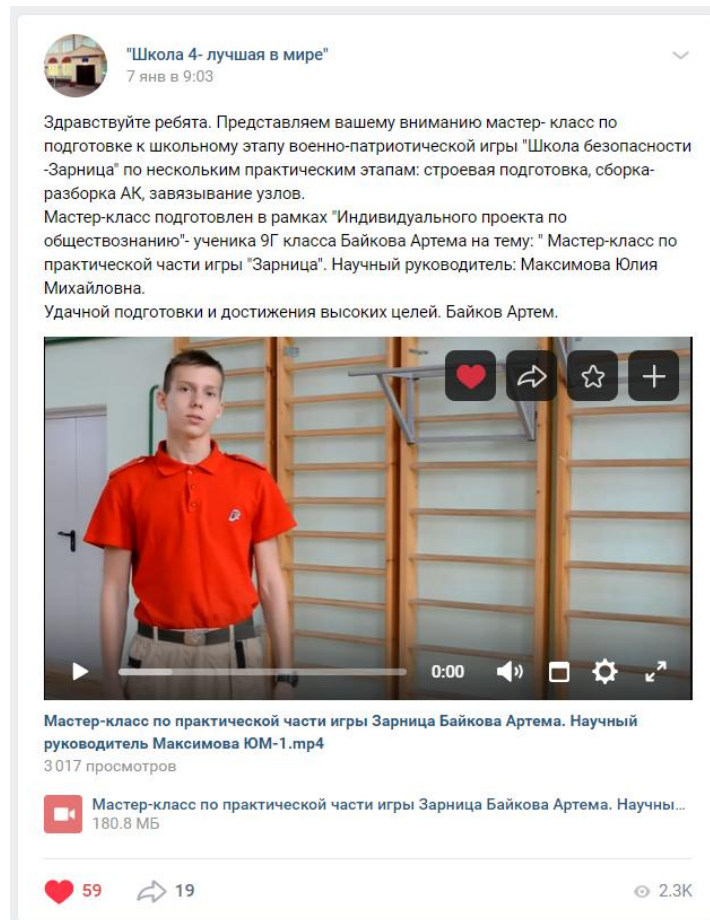 "Школа 4- лучшая в мире"
7 янв в 9:03
Здравствуйте ребята. Представляем вашему вниманию мастер- класс по
подготовке к школьному этапу военно-патриотической игры "Школа безопасности
-Зарница" по нескольким практическим этапам: строевая подготовка, сборка-
разборка АК, завязывание узлов.
Мастер-класс подготовлен в рамках "Индивидуального проекта по
обществознанию"- ученика 9Г класса Байкова Артема на тему: " Мастер-класс по
практической части игры "Зарница". Научный руководитель: Максимова Юлия
Михайловна.
Удачной подготовки и достижения высоких целей. Байков Артем.
0:00
Мастер-класс по практической части игры Зарница Байкова Артема. Научный
руководитель Максимова ЮМ-1.mp4
3 017 просмотров
Мастер-класс по практической части игры Зарница Байкова Артема. Научны...
180.8 МБ
59
19
2.3K